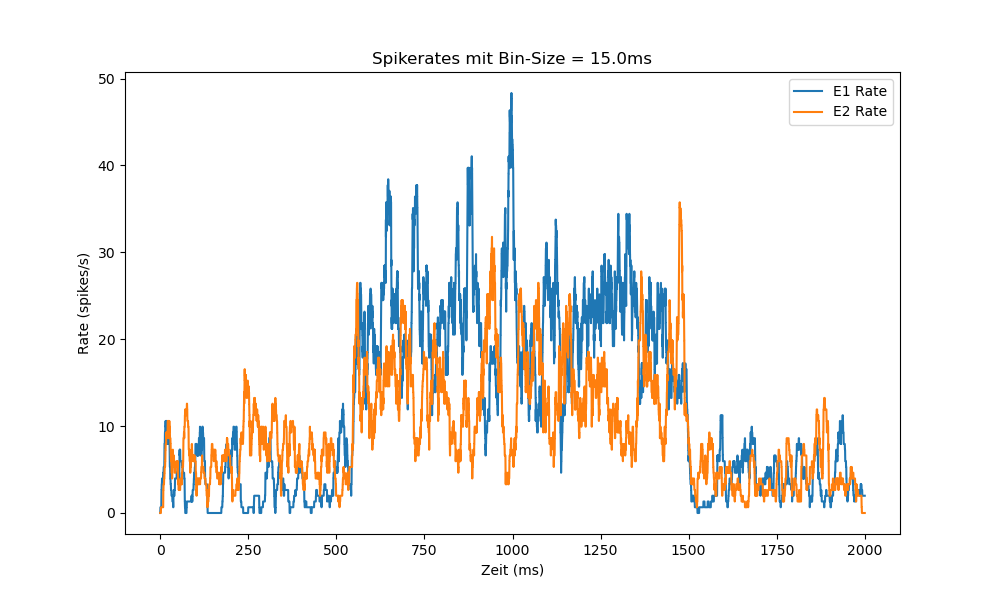 Spikerates mit Bin-Size = 15.0ms
E1 Rate
E2 Rate
Rate (spikes/s)
50
40
30
20
10
0
0 250 500 750 1000 1250 1500 1750 2000
Zeit (ms)